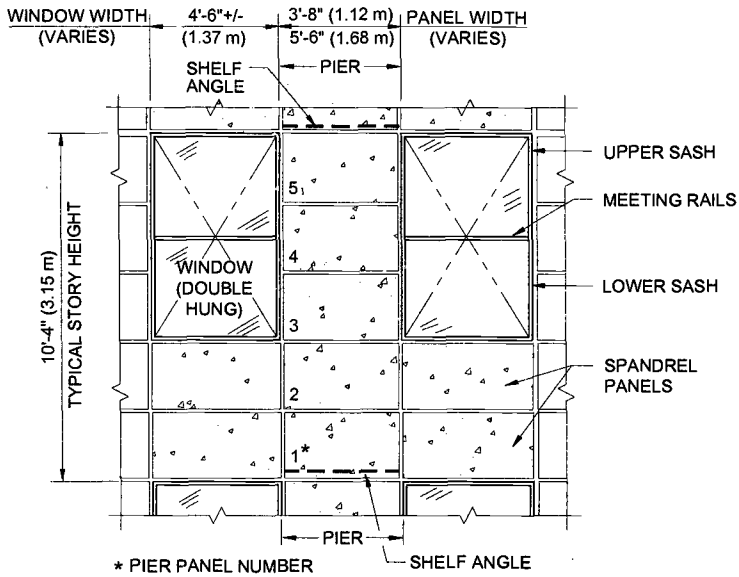 WINDOW WIDTH
(VARIES)
4'-6"+/-
(1.37 m)
3'-8" (1.12 m)
5'-6" (1.68 m)
PANEL WIDTH
(VARIES)
PIER
SHELF
ANGLE
UPPER SASH
MEETING RAILS
LOWER SASH
SPANDREL
PANELS
10'-4" (3.15 m)
TYPICAL STORY HEIGHT
WINDOW
(DOUBLE
HUNG)
5
4
3
2
1*
PIER
SHELF ANGLE
* PIER PANEL NUMBER